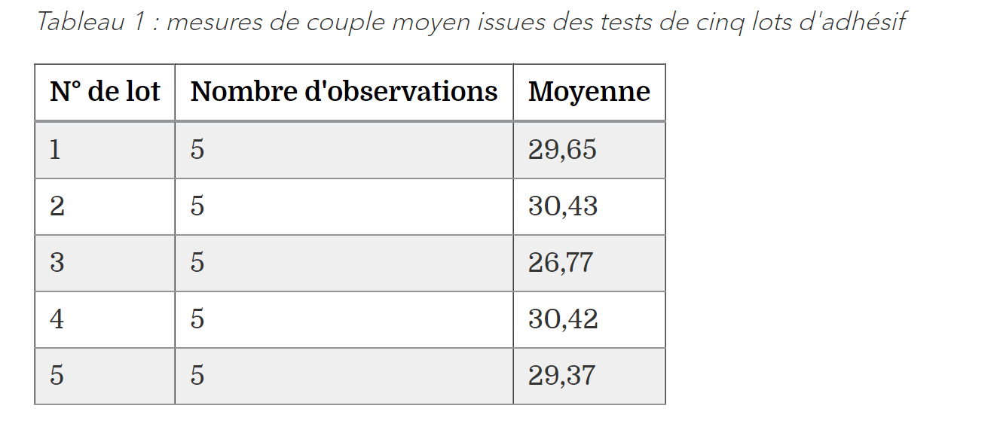 Tableau 1 : mesures de couple moyen issues des tests de cinq lots d'adhésif
N° de lot Nombre d'observations Moyenne
1 5 29,65
2 5 30,43
3 5 26,77
4 5 30,42
5 5 29,37